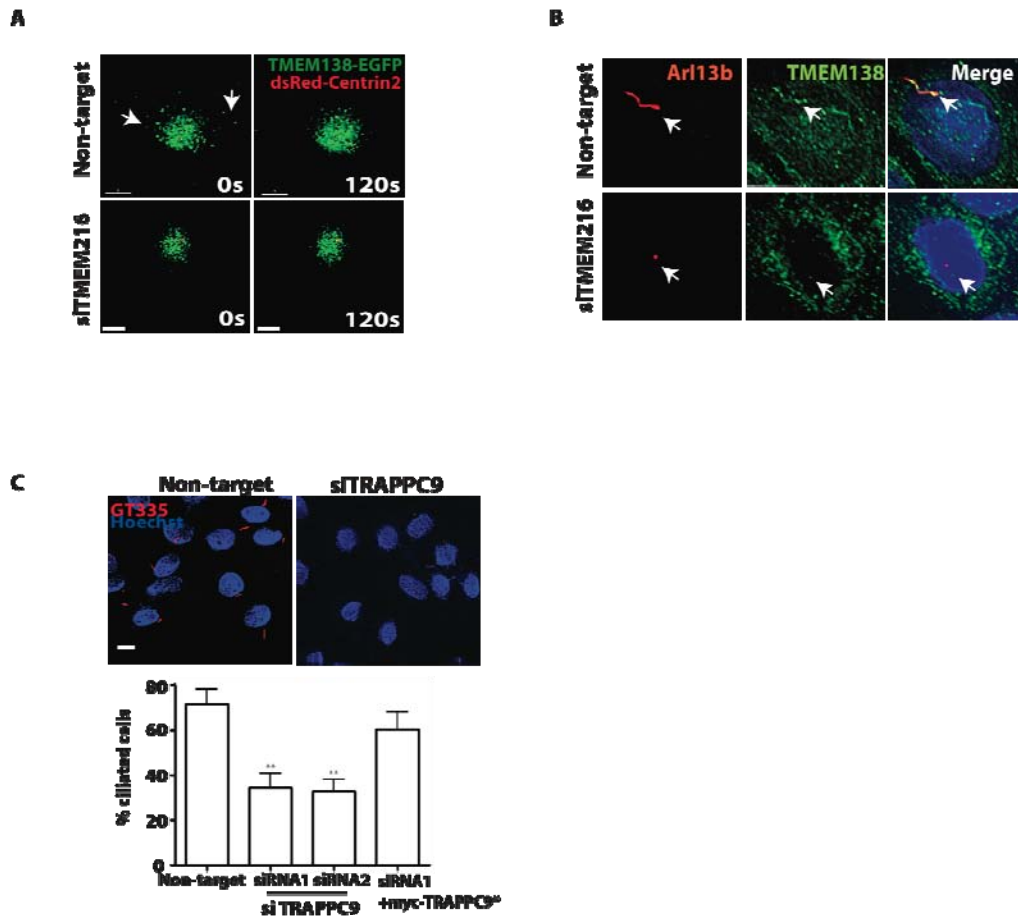 A
TMEM138-EGFP
dsRed-Centrin2
Non-target
0s
120s
siTMEM216
0s
120s
B
Arl13b
TMEM138
Merge
Non-target
siTMEM216
C
Non-target
siTRAPPC9
GT335
Hoechst
% ciliated cells
80
60
40
20
0
**
**
Non-target
siRNA1
siRNA2
siRNA1
+myc-TRAPPC9*
si TRAPPC9